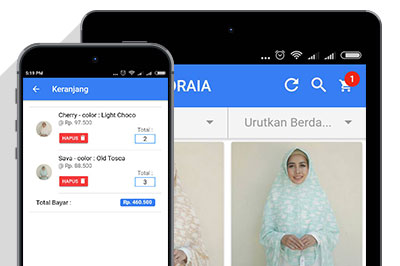 5:19 PM
Keranjang
Cherry - color : Light Choco
@ Rp. 97.500
HAPUS
Total :
2
Sava - color : Old Tosca
@ Rp. 88.500
HAPUS
Total :
3
Total Bayar :
Rp. 460.500
ORAIA
1
Urutkan Berda...